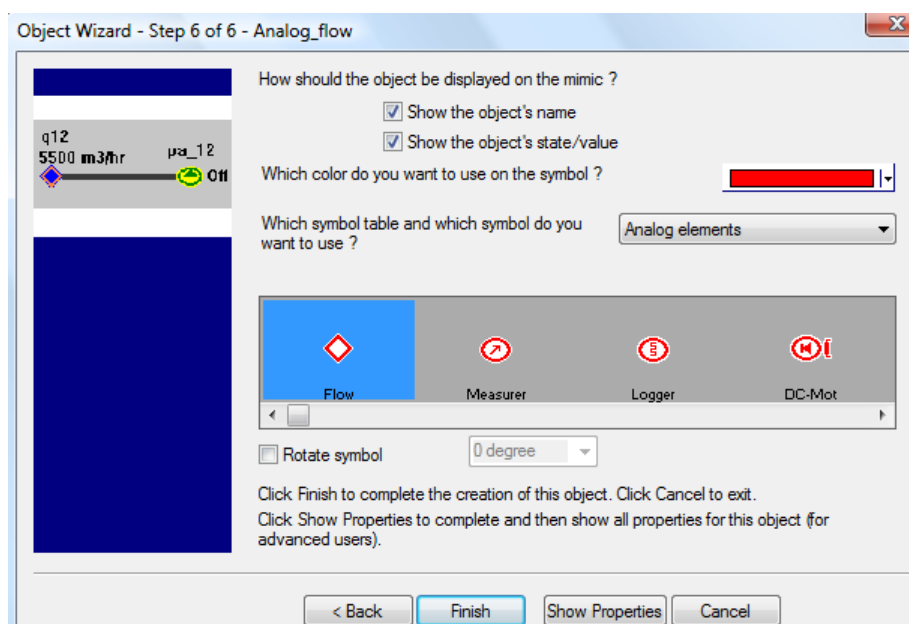 Object Wizard - Step 6 of 6 - Analog_flow
How should the object be displayed on the mimic ?
Show the object's name
Show the object's state/value
q12
5500 m3/hr
pa_12
Off
Which color do you want to use on the symbol ?
Which symbol table and which symbol do you
want to use ?
Analog elements
Flow
Measurer
Logger
DC-Mot
Rotate symbol
0 degree
Click Finish to complete the creation of this object. Click Cancel to exit.
Click Show Properties to complete and then show all properties for this object (for
advanced users).
< Back
Finish
Show Properties
Cancel